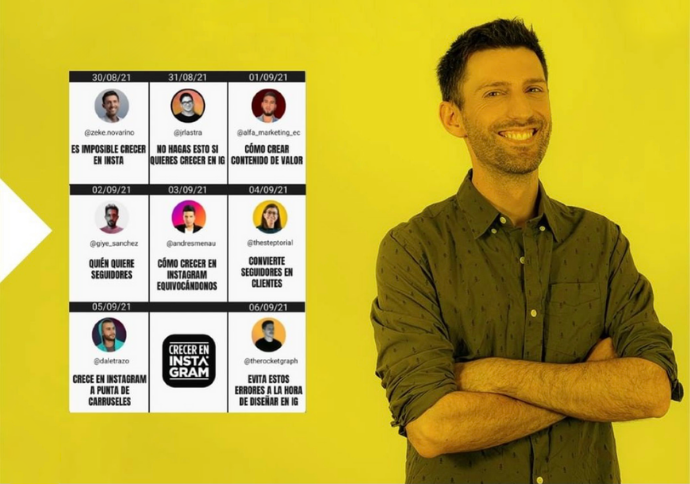 30/08/21
31/08/21
01/09/21
@zeke.novarino
@jrlastra
@alfa_marketing_ec
ES IMPOSIBLE CRECER
EN INSTA
NO HAGAS ESTO SI
QUIERES CRECER EN IG
CÓMO CREAR
CONTENIDO DE VALOR
02/09/21
03/09/21
04/09/21
@giye_sanchez
@andresmenau
@thesteptorial
QUIÉN QUIERE
SEGUIDORES
CÓMO CRECER EN
INSTAGRAM
EQUIVOCÁNDONOS
CONVIERTE
SEGUIDORES EN
CLIENTES
05/09/21
06/09/21
@daletrazo
CRECER EN
INSTA
GRAM
@therocketgraph
CRECE EN INSTAGRAM
A PUNTA DE
CARRUSELES
EVITA ESTOS
ERRORES A LA HORA
DE DISEÑAR EN IG